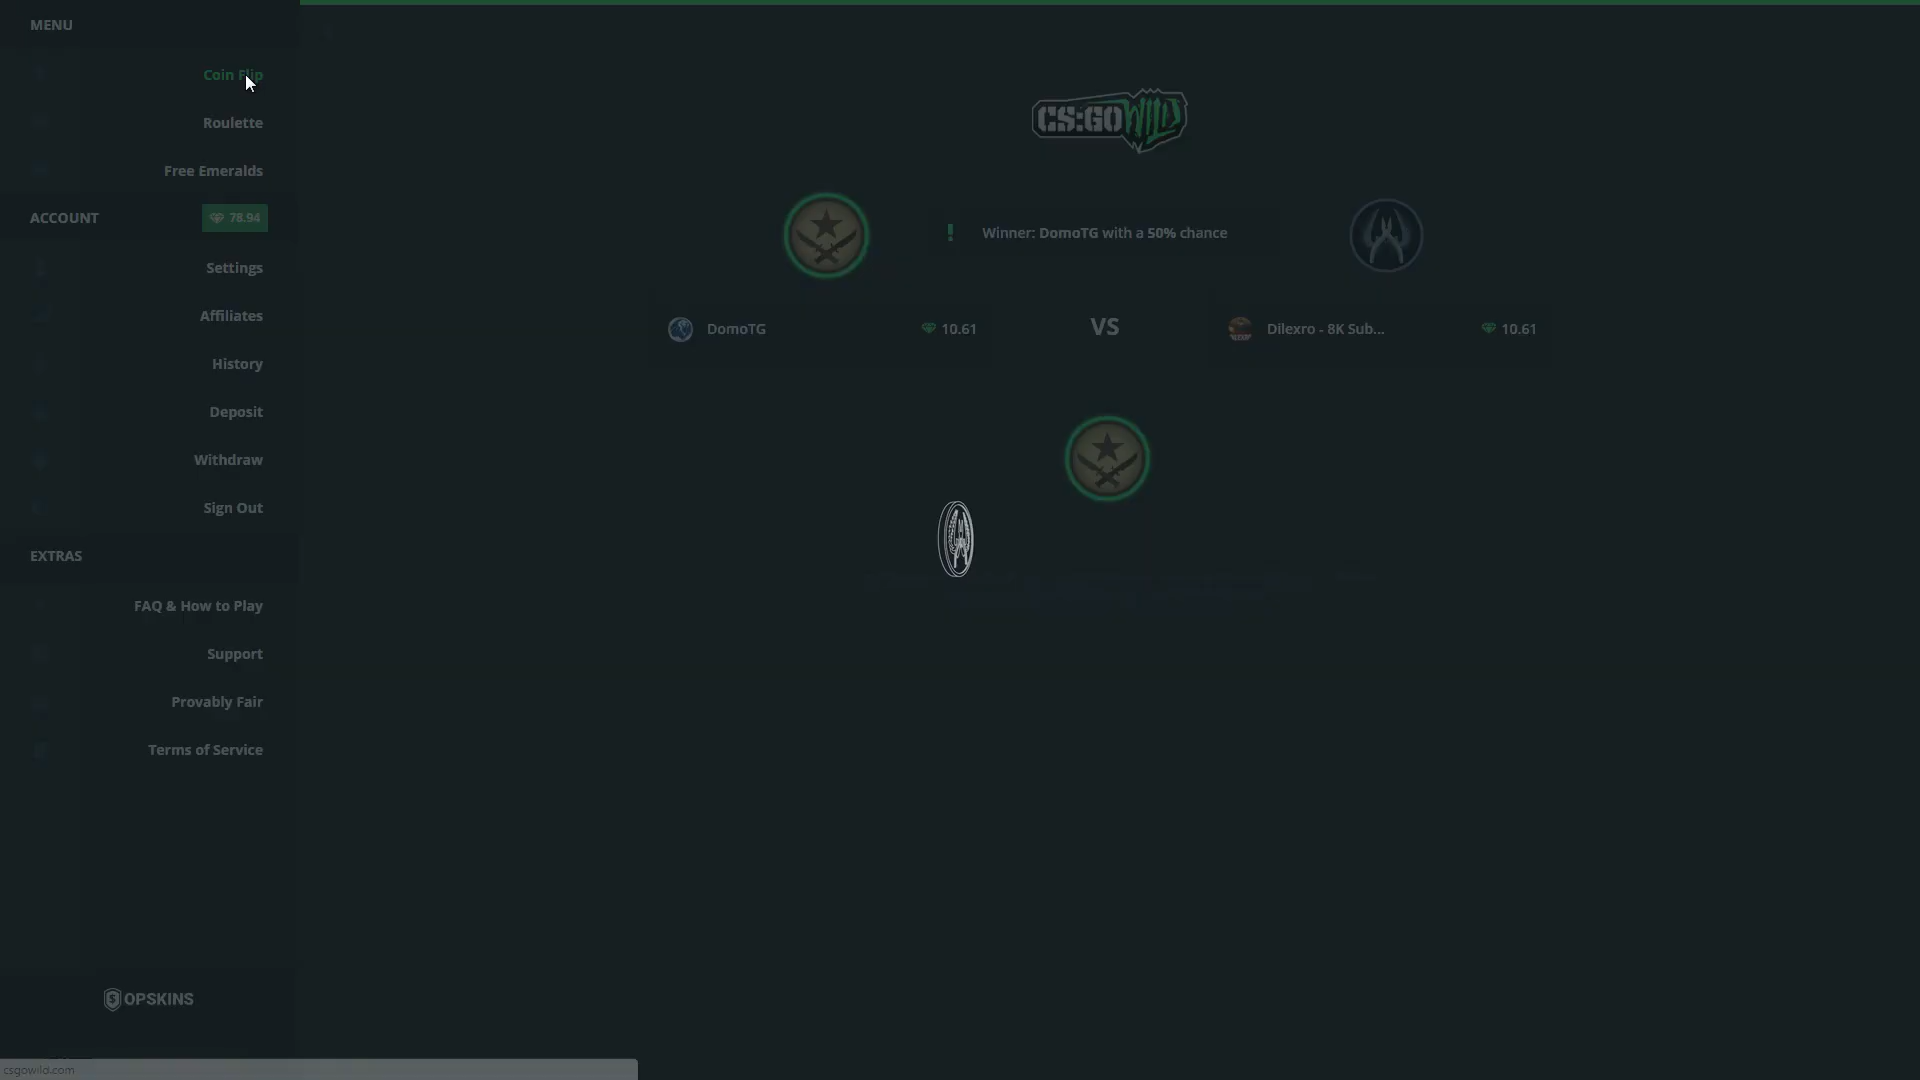 MENU
Coin Flip
Roulette
Free Emeralds
ACCOUNT 78.94
Settings
Affiliates
History
Deposit
Withdraw
Sign Out
EXTRAS
FAQ & How to Play
Support
Provably Fair
Terms of Service
OPSKINS
csgowild.com
CS:GO WILD
! Winner: DomoTG with a 50% chance
DomoTG 10.61 VS Dilexro - 8K Sub... 10.61